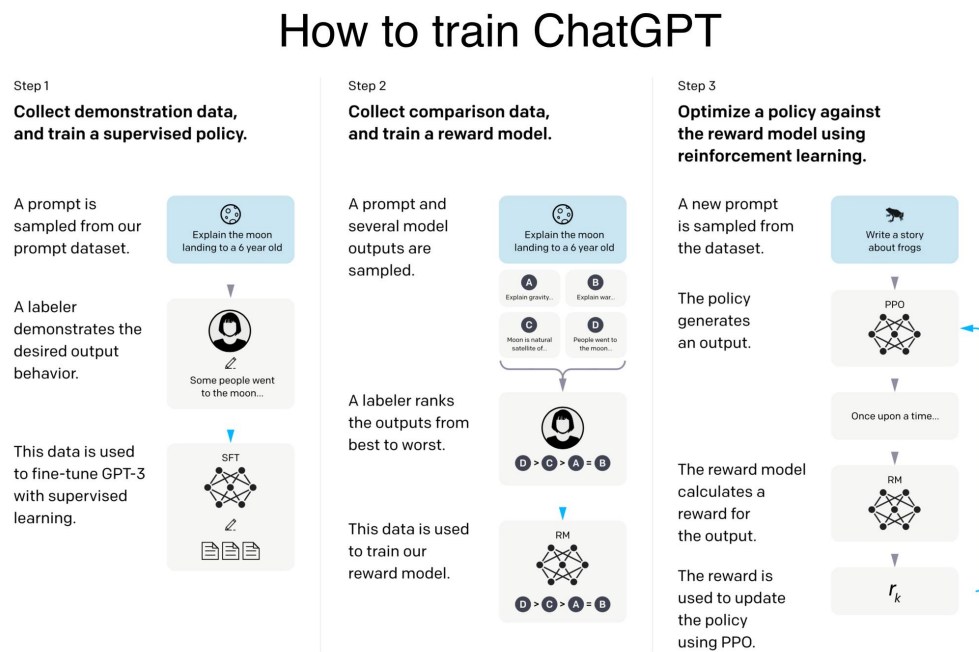 How to train ChatGPT
Step 1
Collect demonstration data,
and train a supervised policy.
A prompt is
sampled from our
prompt dataset.
Explain the moon
landing to a 6 year old
A labeler
demonstrates the
desired output
behavior.
Some people went
to the moon...
This data is used
to fine-tune GPT-3
with supervised
learning.
SFT
Step 2
Collect comparison data,
and train a reward model.
A prompt and
several model
outputs are
sampled.
Explain the moon
landing to a 6 year old
A
Explain gravity...
B
Explain war...
C
Moon is natural
satellite of...
D
People went to
the moon...
A labeler ranks
the outputs from
best to worst.
D > C > A = B
This data is used
to train our
reward model.
RM
D > C > A = B
Step 3
Optimize a policy against
the reward model using
reinforcement learning.
A new prompt
is sampled from
the dataset.
Write a story
about frogs
The policy
generates
an output.
PPO
Once upon a time...
The reward model
calculates a
reward for
the output.
RM
The reward is
used to update
the policy
using PPO.
r_k